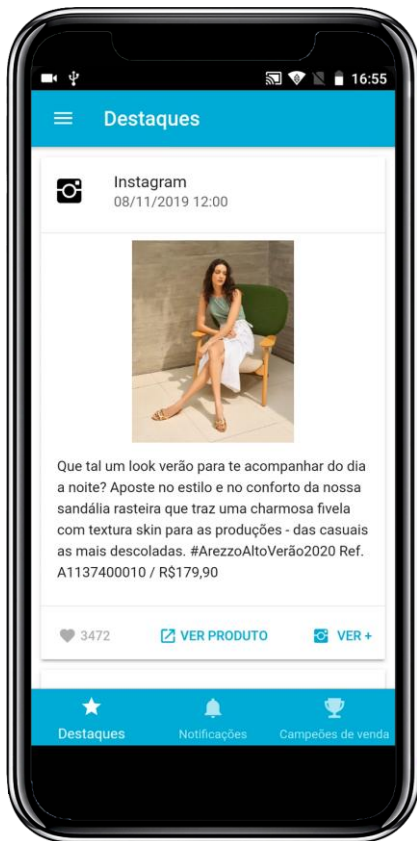 16:55
Destaques
Instagram
08/11/2019 12:00
Que tal um look verão para te acompanhar do dia
a noite? Aposte no estilo e no conforto da nossa
sandália rasteira que traz uma charmosa fivela
com textura skin para as produções - das casuais
as mais descoladas. #ArezzoAltoVerão2020 Ref.
A1137400010 / R$179,90
3472 VER PRODUTO VER +
Destaques Notificações Campeões de venda